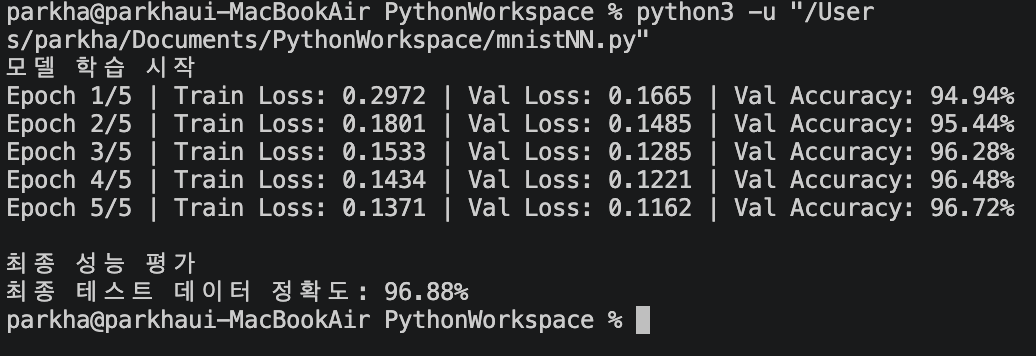 parkha@parkhaui-MacBookAir PythonWorkspace % python3 -u "/User
s/parkha/Documents/PythonWorkspace/mnistNN.py"
모델 학습 시작
Epoch 1/5 | Train Loss: 0.2972 | Val Loss: 0.1665 | Val Accuracy: 94.94%
Epoch 2/5 | Train Loss: 0.1801 | Val Loss: 0.1485 | Val Accuracy: 95.44%
Epoch 3/5 | Train Loss: 0.1533 | Val Loss: 0.1285 | Val Accuracy: 96.28%
Epoch 4/5 | Train Loss: 0.1434 | Val Loss: 0.1221 | Val Accuracy: 96.48%
Epoch 5/5 | Train Loss: 0.1371 | Val Loss: 0.1162 | Val Accuracy: 96.72%
최종 성능 평가
최종 테스트 데이터 정확도: 96.88%
parkha@parkhaui-MacBookAir PythonWorkspace %